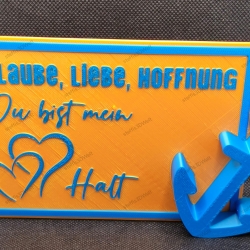 LAUBE, LIEBE, HOFFNUNG
Du bist mein
Halt